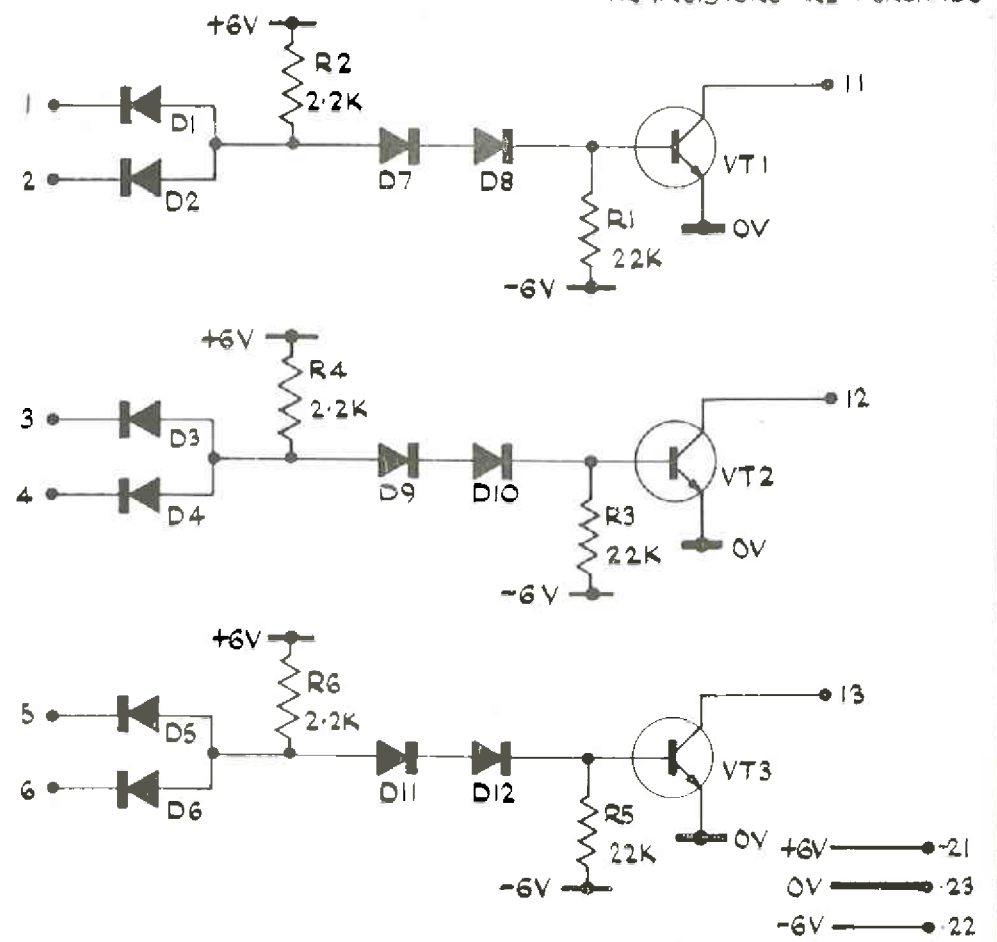 +6V
R2
2·2K
1
D1
2
D2
D7
D8
11
VT1
0V
R1
22K
-6V
+6V
R4
2·2K
3
D3
4
D4
D9
D10
12
VT2
0V
R3
22K
-6V
+6V
R6
2·2K
5
D5
6
D6
D11
D12
13
VT3
0V
R5
22K
-6V
+6V 21
0V 23
-6V 22